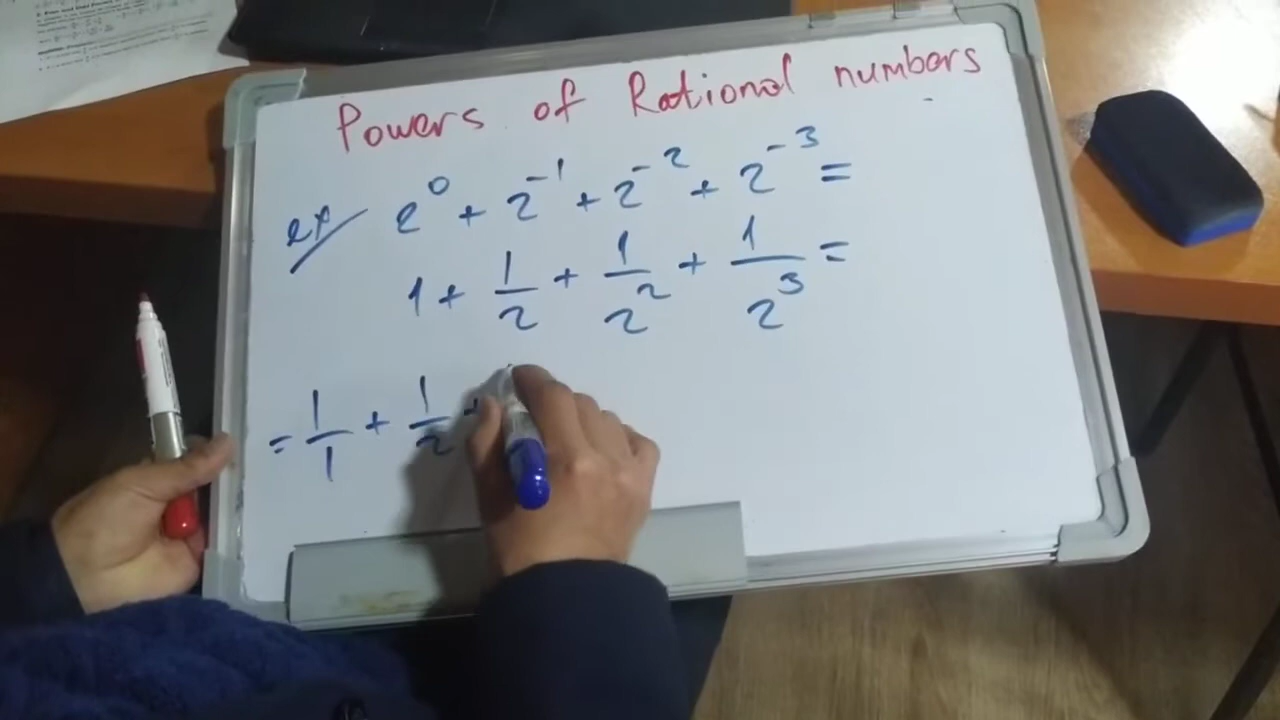 Powers of Rational numbers
ex 2⁰ + 2⁻¹ + 2⁻² + 2⁻³ =
1 + 1/2 + 1/2² + 1/2³ =
= 1/1 + 1/2 +